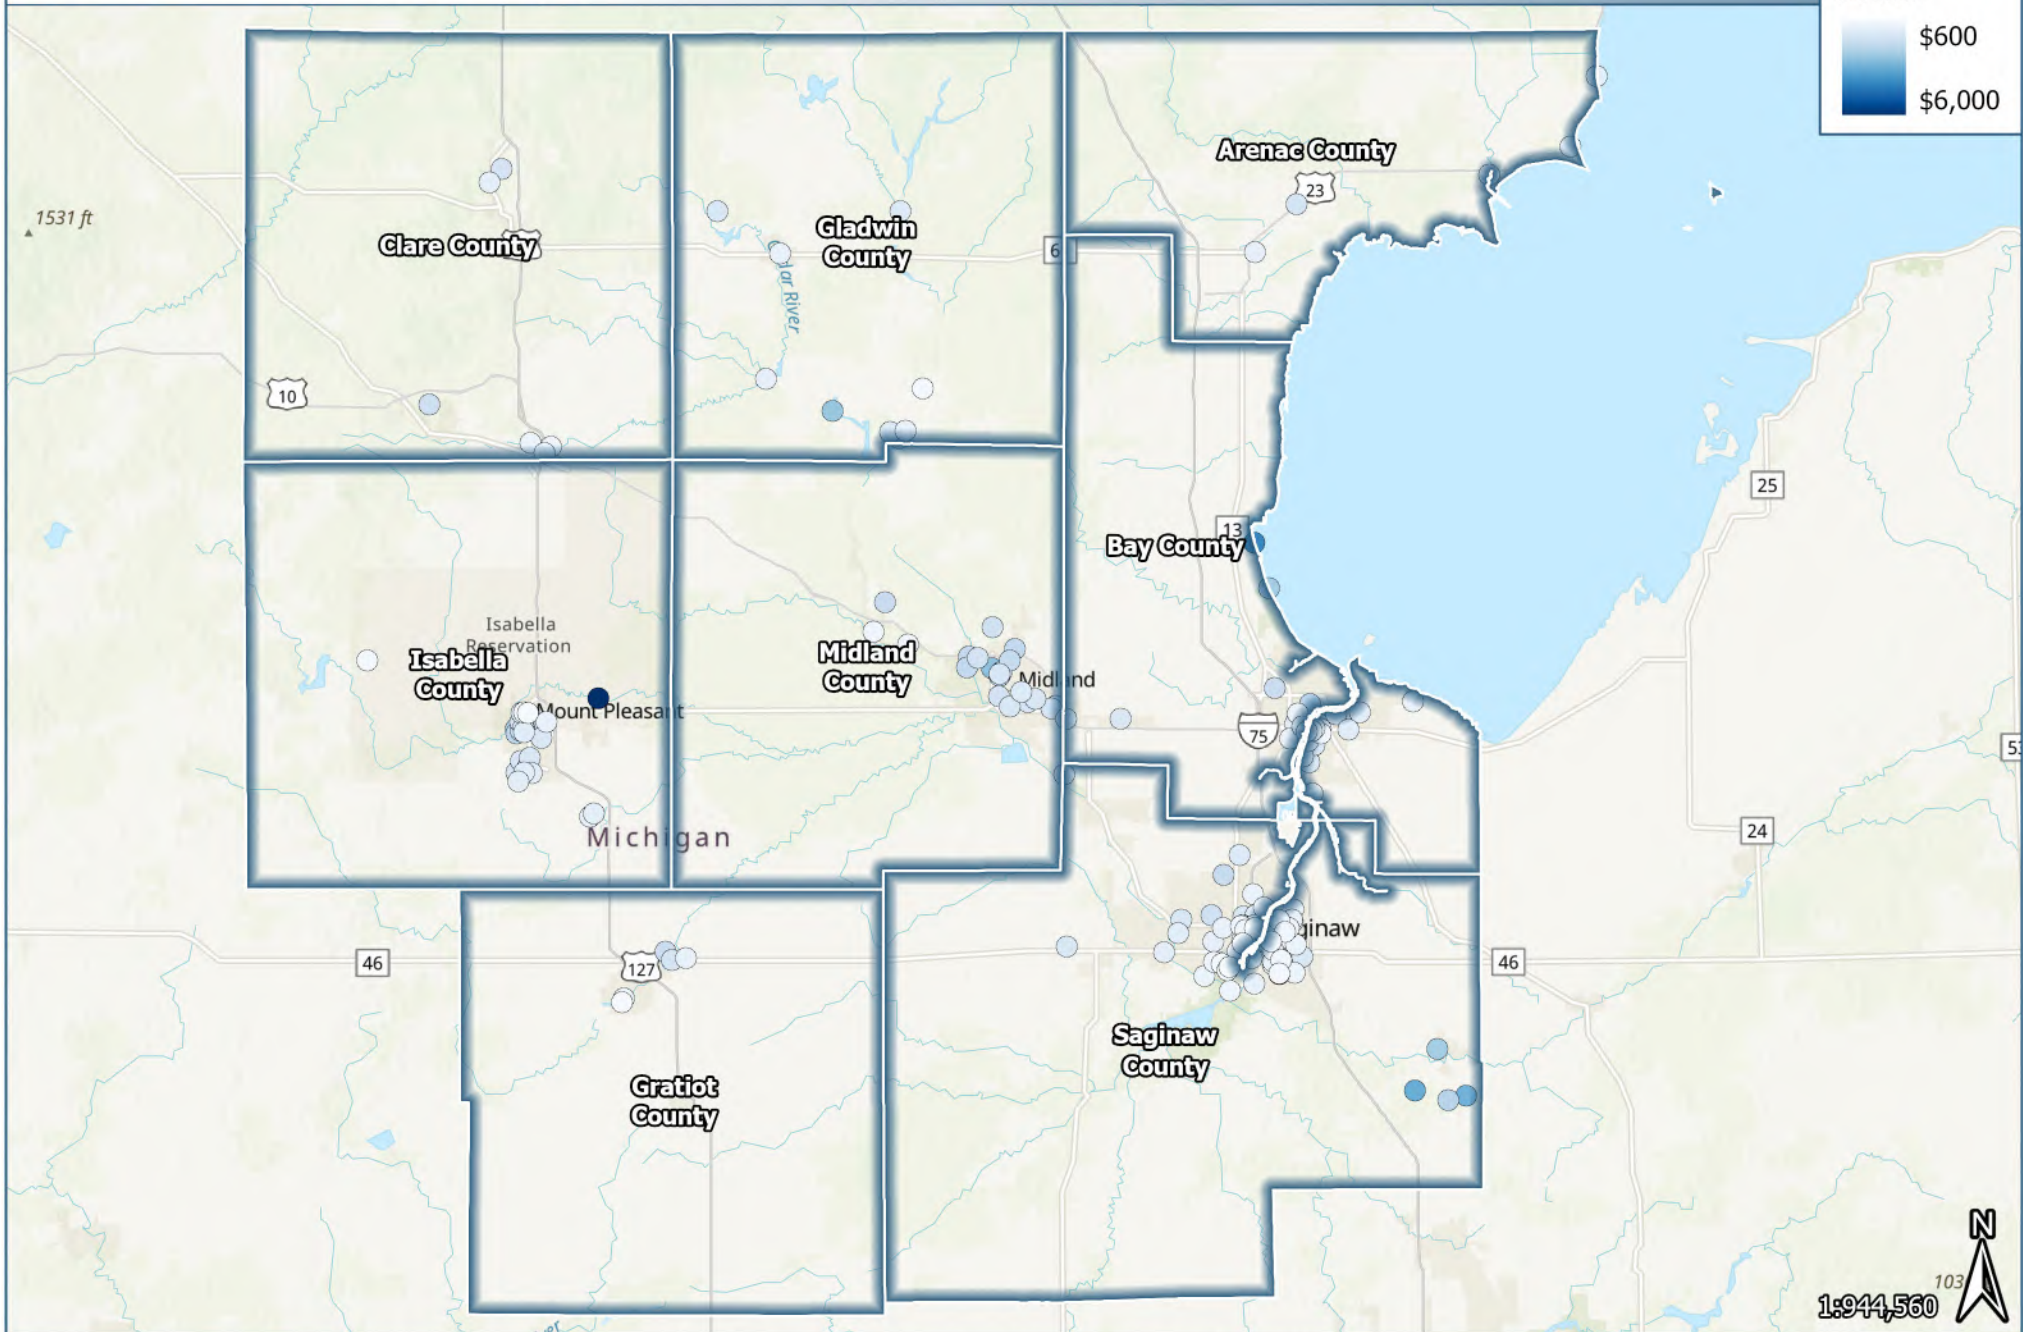 $600
$6,000
Arenac County
23
1531 ft
Clare County
Gladwin
County
6
River
10
25
13
Bay County
Isabella
Reservation
Isabella
County
Midland
County
Midland
Mount Pleasant
75
Michigan
24
46
127
46
Saginaw
County
Gratiot
County
N
103
1:944,560